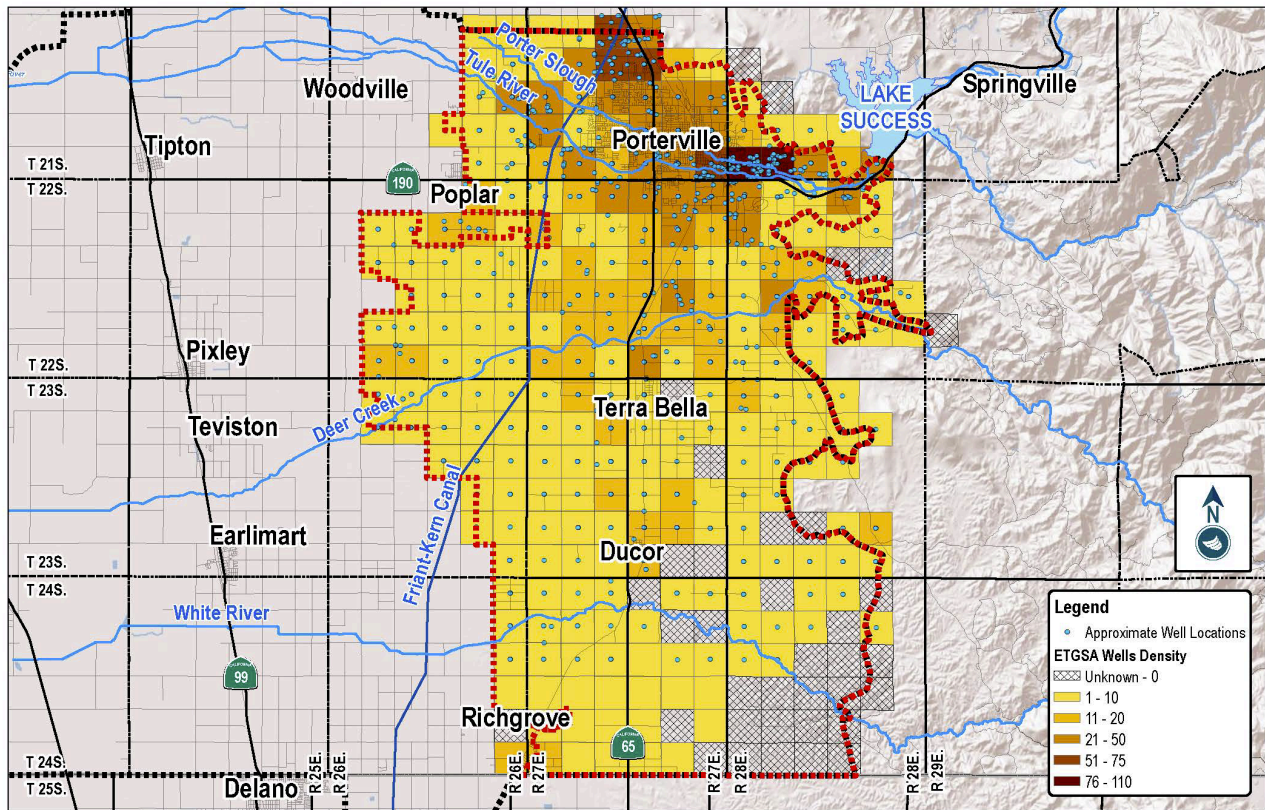 Porter Slough
Tule River
Woodville
LAKE
SUCCESS
Springville
Tipton
Porterville
T 21S.
T 22S.
CALIFORNIA
190
Poplar
Pixley
T 22S.
T 23S.
Terra Bella
Deer Creek
Teviston
Friant-Kern Canal
N
Earlimart
Ducor
T 23S.
T 24S.
White River
CALIFORNIA
99
Richgrove
CALIFORNIA
65
T 24S.
T 25S.
Delano
R 25E.
R 26E.
R 26E.
R 27E.
R 27E.
R 28E.
R 28E.
R 29E.
Legend
Approximate Well Locations
ETGSA Wells Density
Unknown - 0
1 - 10
11 - 20
21 - 50
51 - 75
76 - 110